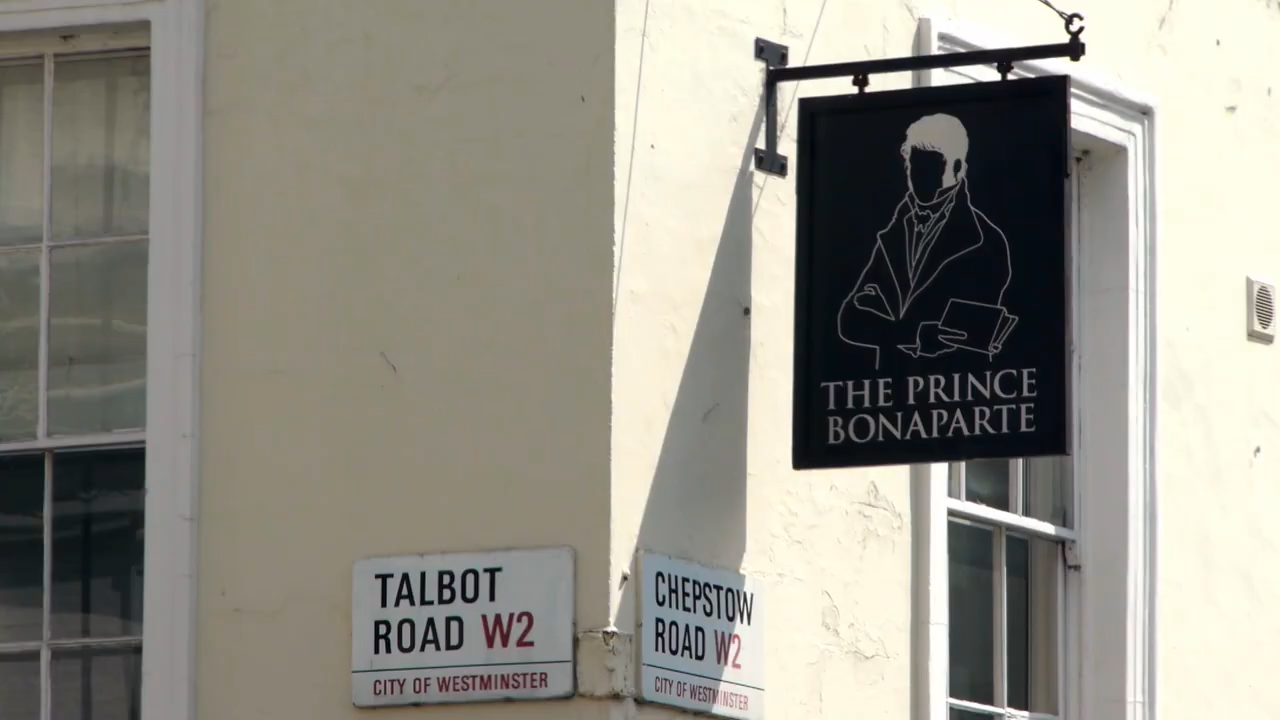 THE PRINCE
BONAPARTE
TALBOT
ROAD W2
CITY OF WESTMINSTER
CHEPSTOW
ROAD W2
CITY OF WESTMINSTER